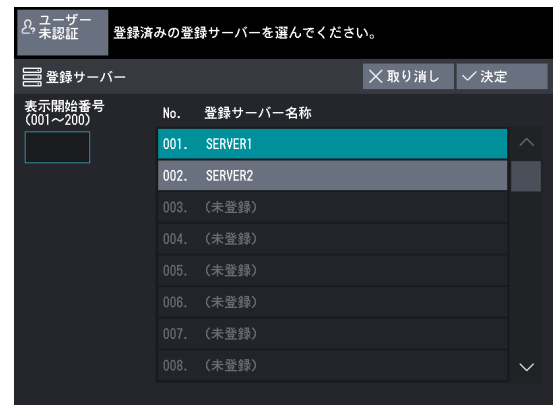 ユーザー
未認証
登録済みの登録サーバーを選んでください。
登録サーバー
取り消し
決定
表示開始番号
(001～200)
No. 登録サーバー名称
001. SERVER1
002. SERVER2
003. (未登録)
004. (未登録)
005. (未登録)
006. (未登録)
007. (未登録)
008. (未登録)